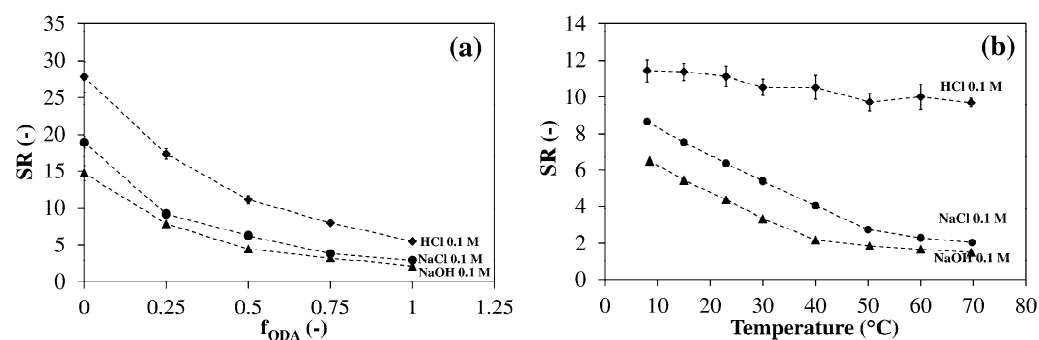 35
30
25
20
15
10
5
0
SR (-)
(a)
HCl 0.1 M
NaCl 0.1 M
NaOH 0.1 M
0 0.25 0.5 0.75 1 1.25
f_ODA (-)
14
12
10
8
6
4
2
0
SR (-)
(b)
HCl 0.1 M
NaCl 0.1 M
NaOH 0.1 M
0 10 20 30 40 50 60 70 80
Temperature (°C)